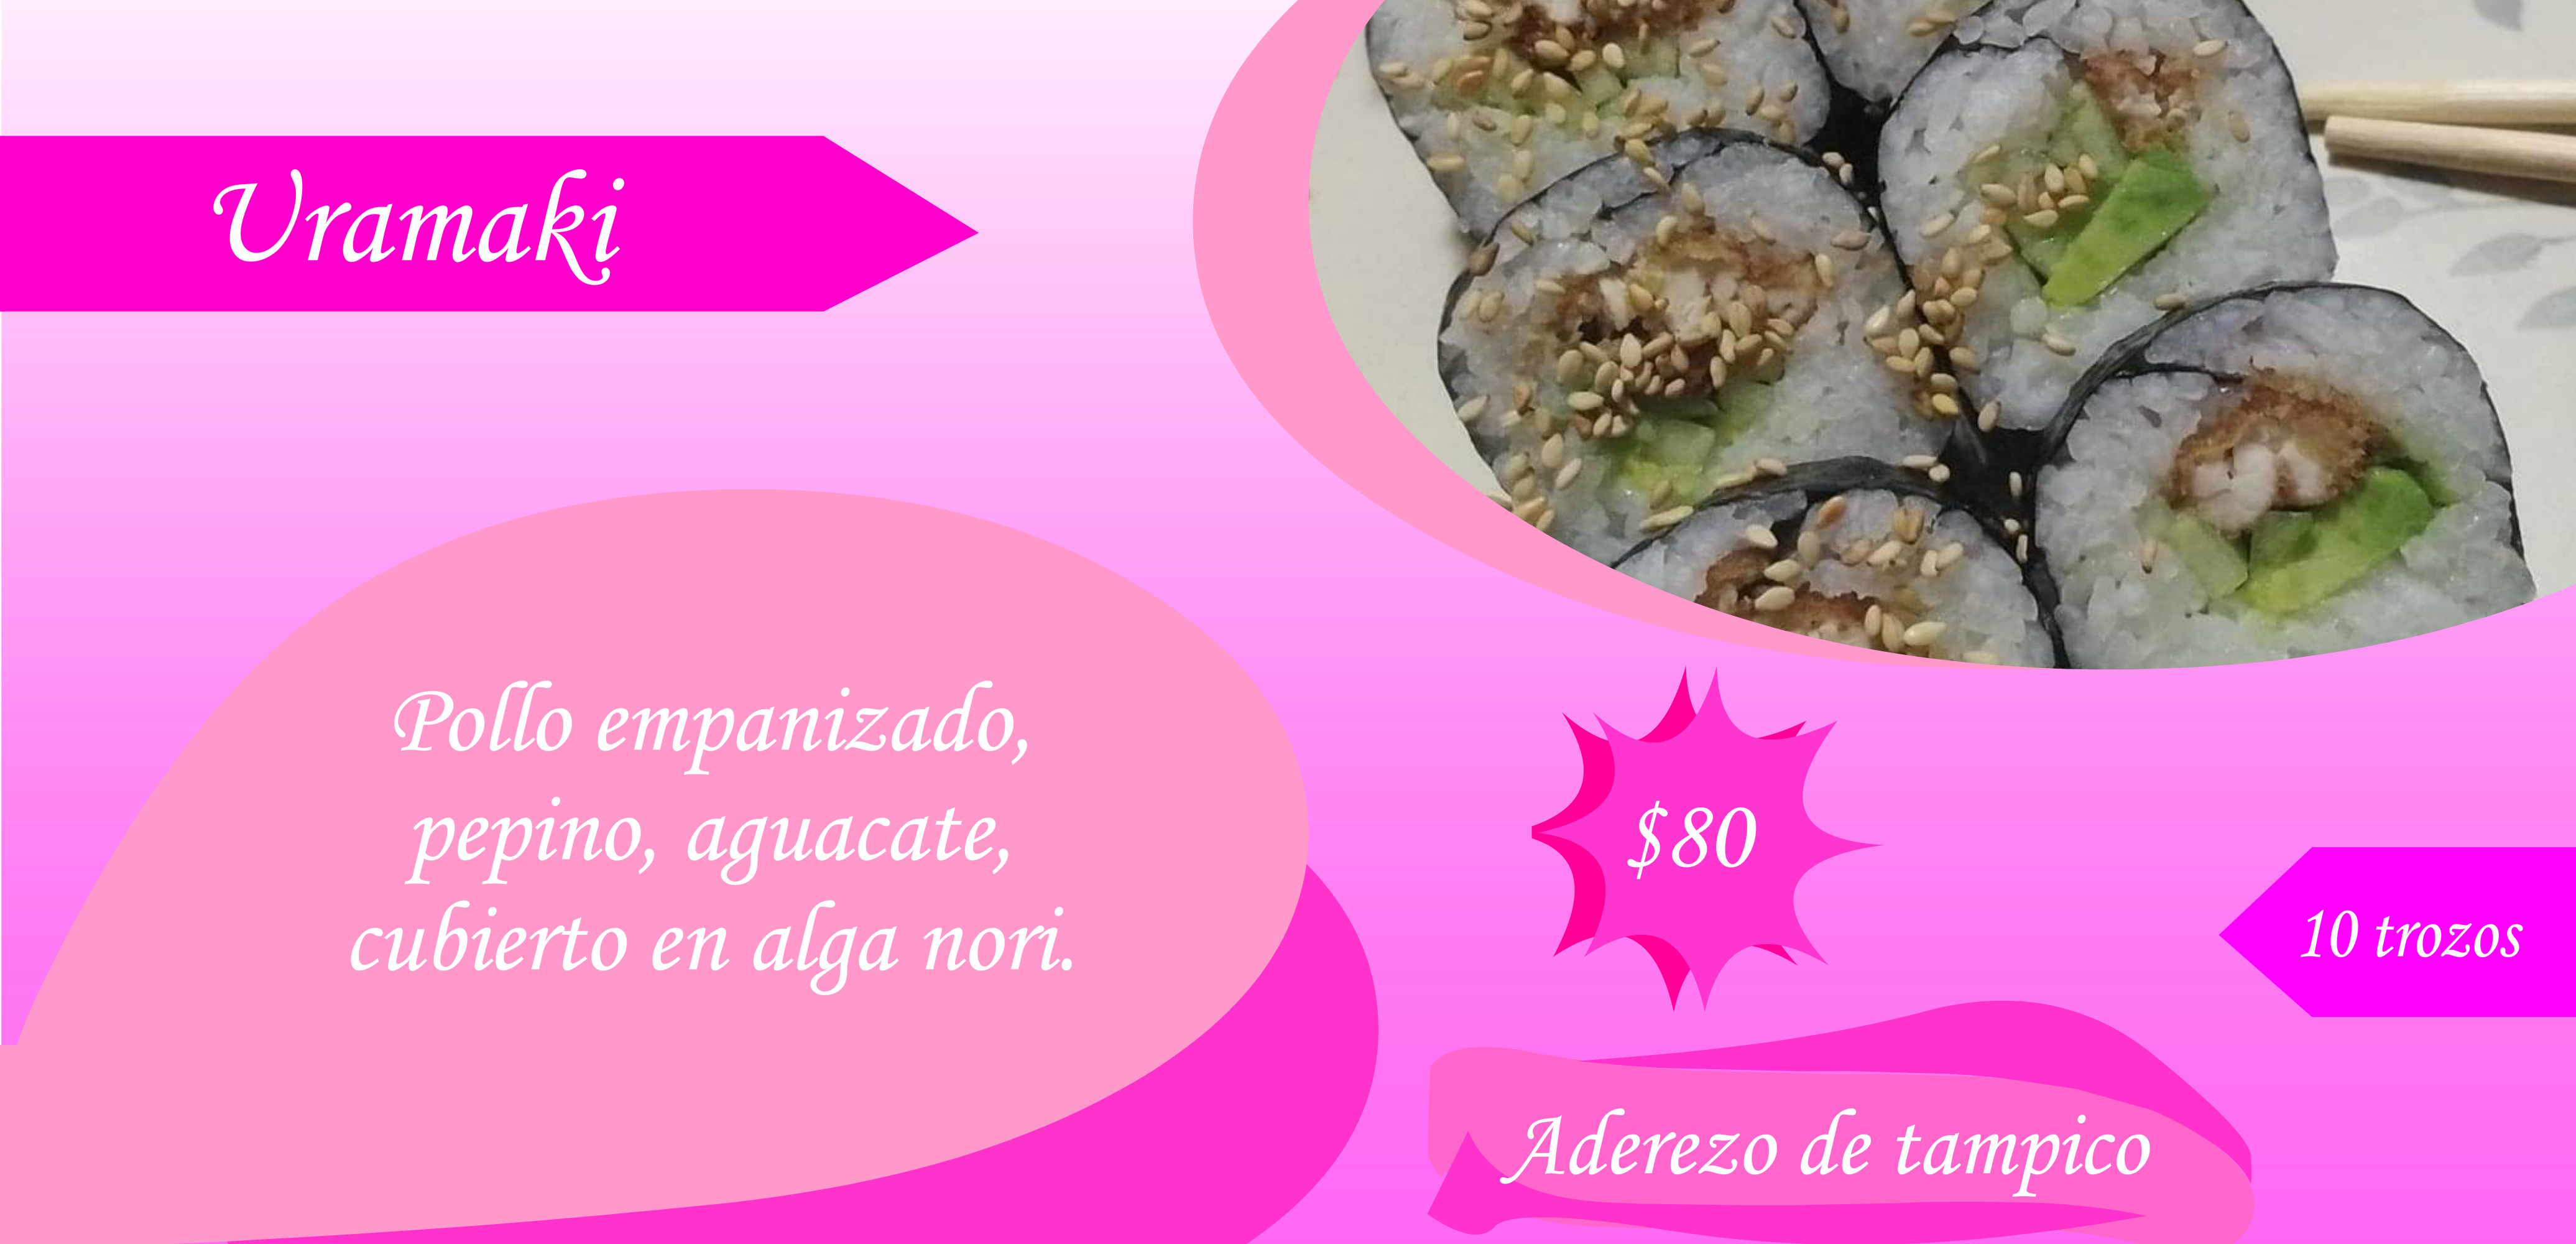 Uramaki
Pollo empanizado,
pepino, aguacate,
cubierto en alga nori.
$80
10 trozos
Aderezo de tampico